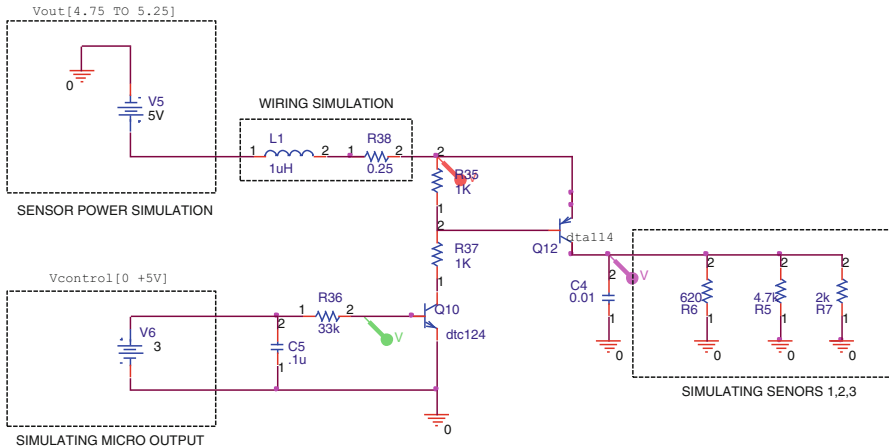 Vout[4.75 TO 5.25]
0
V5
5V
SENSOR POWER SIMULATION
WIRING SIMULATION
1
L1
2
1uH
1
R38
2
0.25
2
R35
1K
V
1
2
R37
1K
1
Q12
dta114
Vcontrol[0 +5V]
V6
3
SIMULATING MICRO OUTPUT
2
C5
.1u
1
1
R36
2
33k
V
Q10
dtc124
0
2
C4
0.01
1
0
V
2
620
R6
1
0
2
4.7k
R5
1
0
2
2k
R7
1
0
SIMULATING SENORS 1,2,3